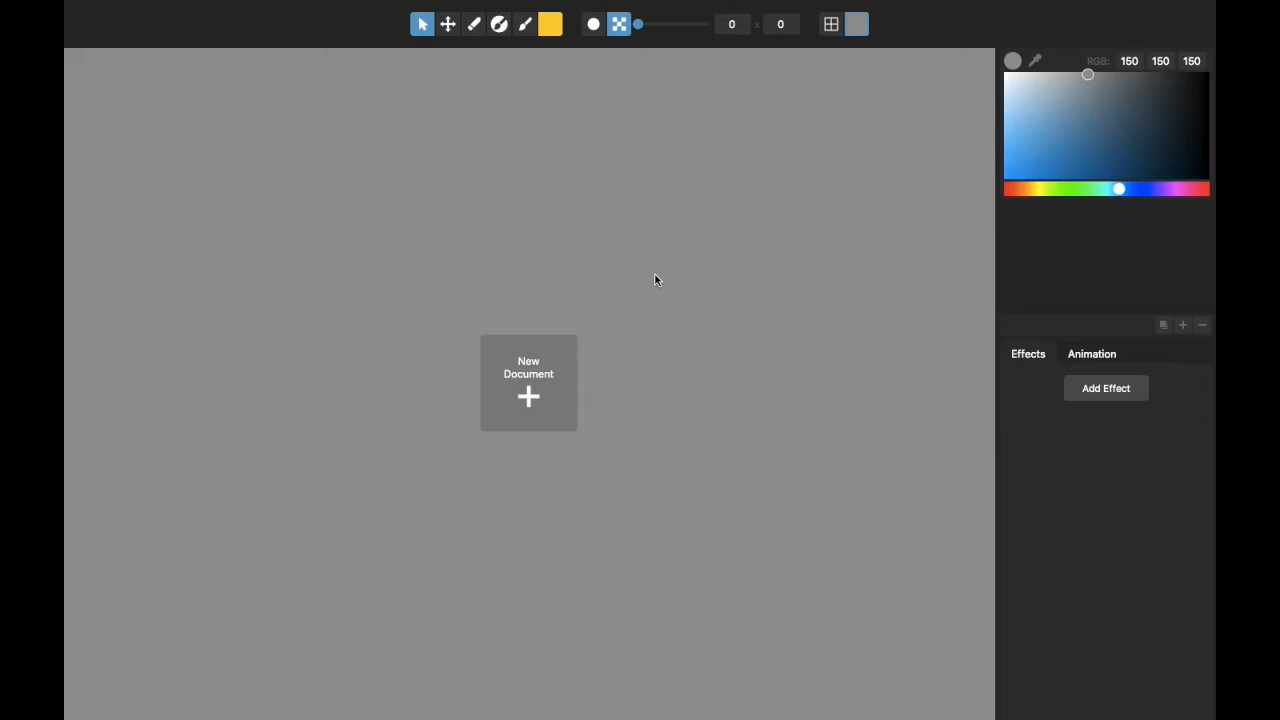 0 x 0
RGB: 150 150 150
New
Document
Effects Animation
Add Effect